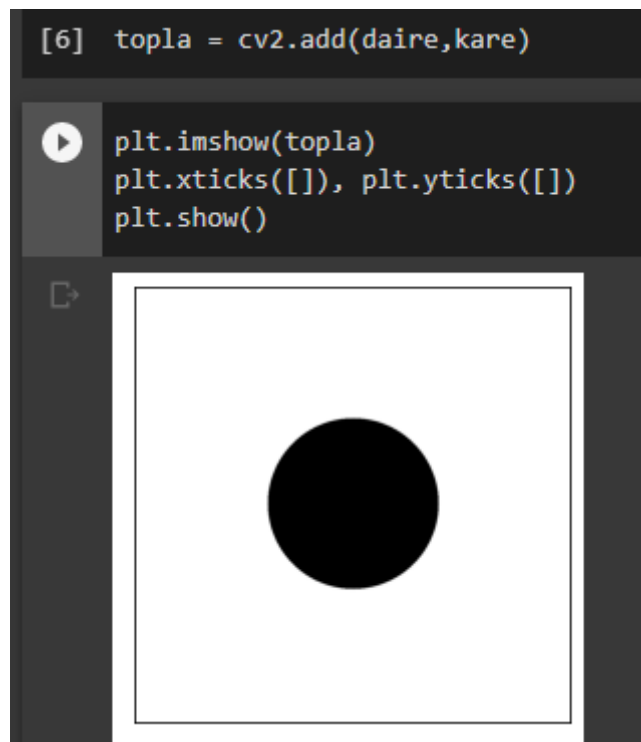 [6] topla = cv2.add(daire,kare)
plt.imshow(topla)
plt.xticks([]), plt.yticks([])
plt.show()